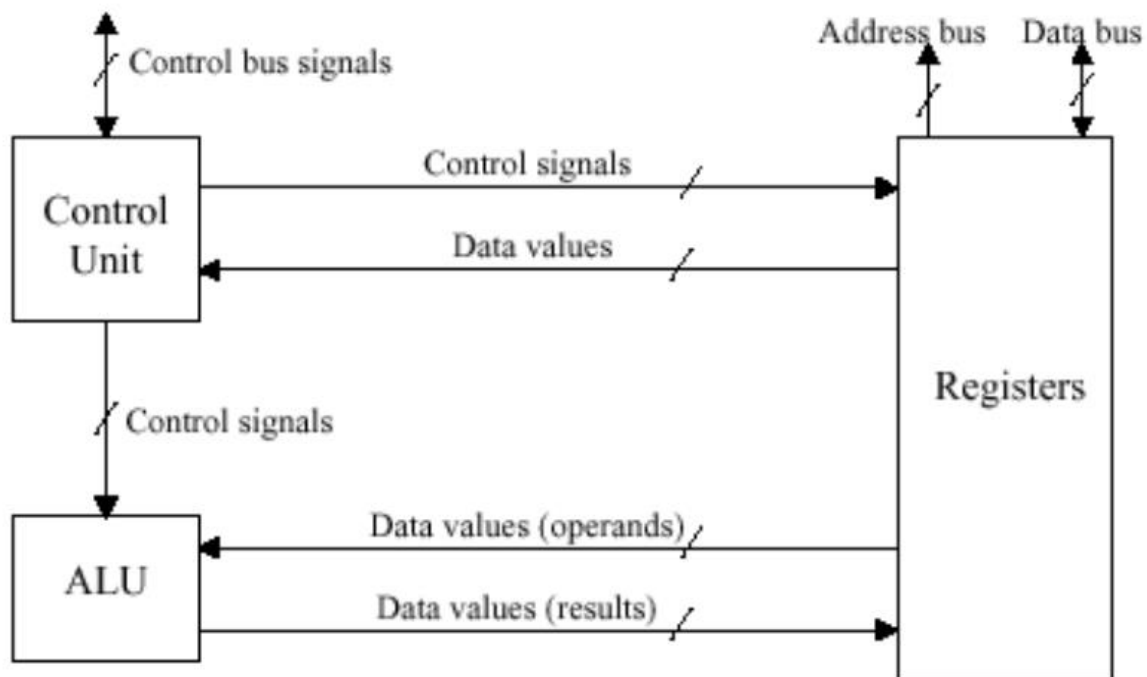 Address bus
Data bus
Control bus signals
Control signals
Control
Unit
Data values
Registers
Control signals
Data values (operands)
ALU
Data values (results)